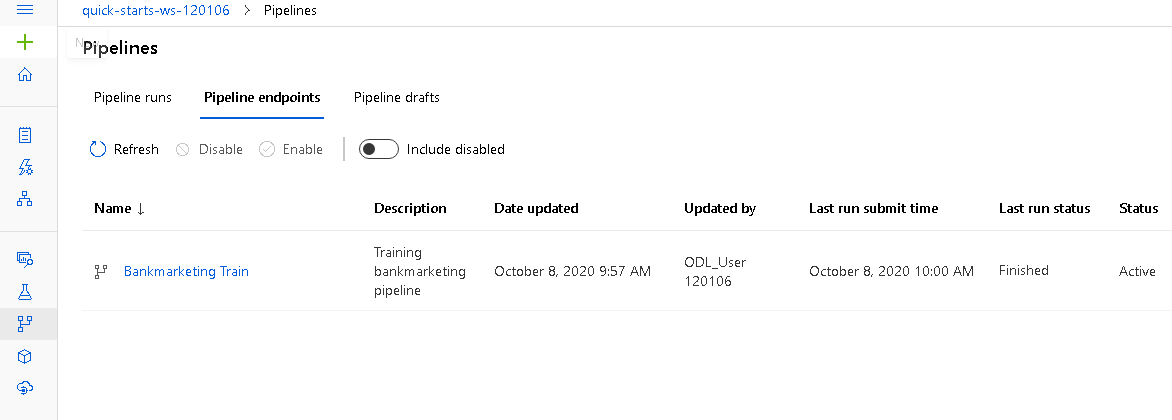 quick-starts-ws-120106 > Pipelines
Pipelines
Pipeline runs Pipeline endpoints Pipeline drafts
Refresh Disable Enable Include disabled
Name ↓ Description Date updated Updated by Last run submit time Last run status Status
Bankmarketing Train Training bankmarketing pipeline October 8, 2020 9:57 AM ODL_User 120106 October 8, 2020 10:00 AM Finished Active